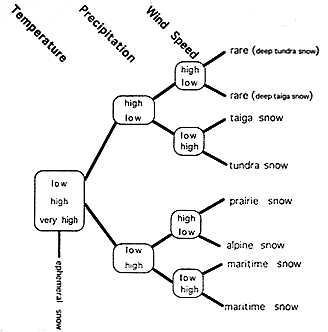 Temperature
Precipitation
Wind Speed
high
low
rare (deep tundra snow)
rare (deep taiga snow)
high
low
low
high
taiga snow
tundra snow
low
high
very high
high
low
prairie snow
alpine snow
low
high
low
high
maritime snow
maritime snow
ephemeral snow